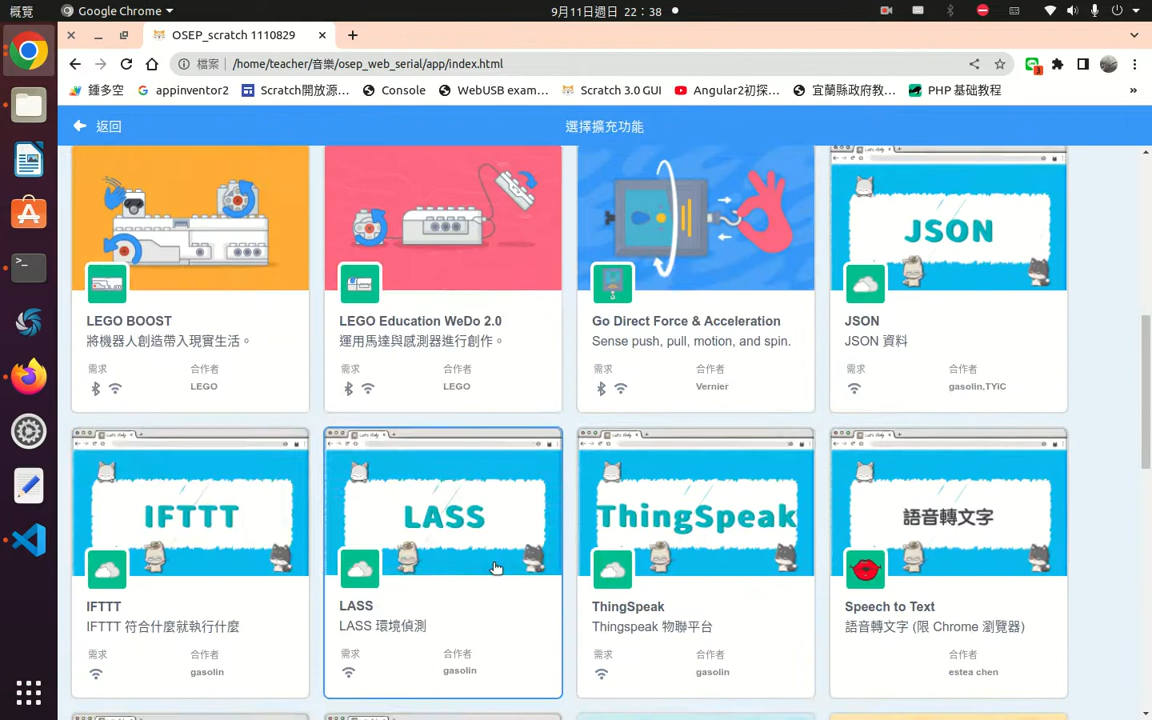 概覽
Google Chrome
9月11日週日 22：38
OSEP_scratch 1110829
檔案
/home/teacher/音樂/osep_web_serial/app/index.html
3
鍾多空
appinventor2
Scratch開放源…
Console
WebUSB exam…
Scratch 3.0 GUI
Angular2初探…
宜蘭縣政府教…
PHP 基础教程
»
返回
選擇擴充功能
JSON
LEGO BOOST
將機器人創造帶入現實生活。
需求
合作者
LEGO
LEGO Education WeDo 2.0
運用馬達與感測器進行創作。
需求
合作者
LEGO
Go Direct Force & Acceleration
Sense push, pull, motion, and spin.
需求
合作者
Vernier
JSON
JSON 資料
需求
合作者
gasolin,TYiC
IFTTT
LASS
ThingSpeak
語音轉文字
IFTTT
IFTTT 符合什麼就執行什麼
需求
合作者
gasolin
LASS
LASS 環境偵測
需求
合作者
gasolin
ThingSpeak
Thingspeak 物聯平台
需求
合作者
gasolin
Speech to Text
語音轉文字 (限 Chrome 瀏覽器)
合作者
estea chen